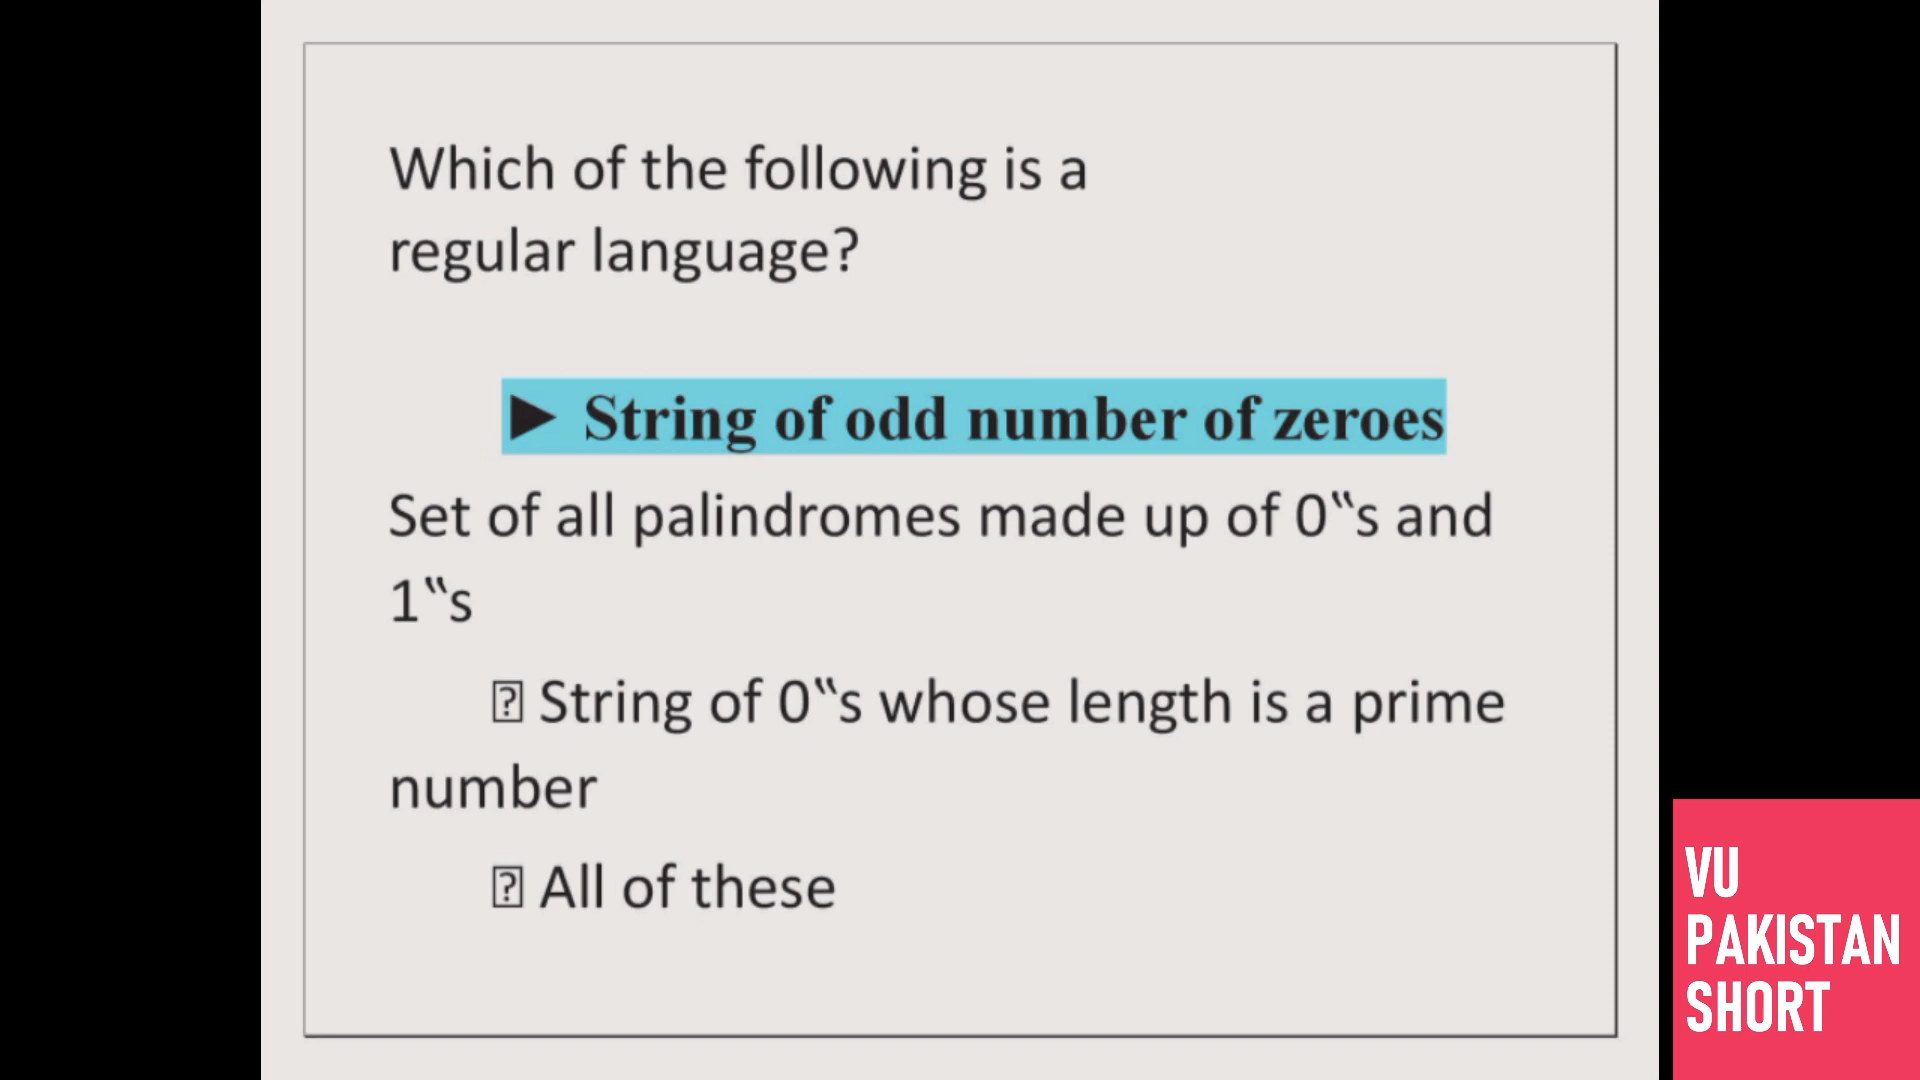 Which of the following is a
regular language?
► String of odd number of zeroes
Set of all palindromes made up of 0‟s and
1‟s
⍰ String of 0‟s whose length is a prime
number
⍰ All of these
VU
PAKISTAN
SHORT